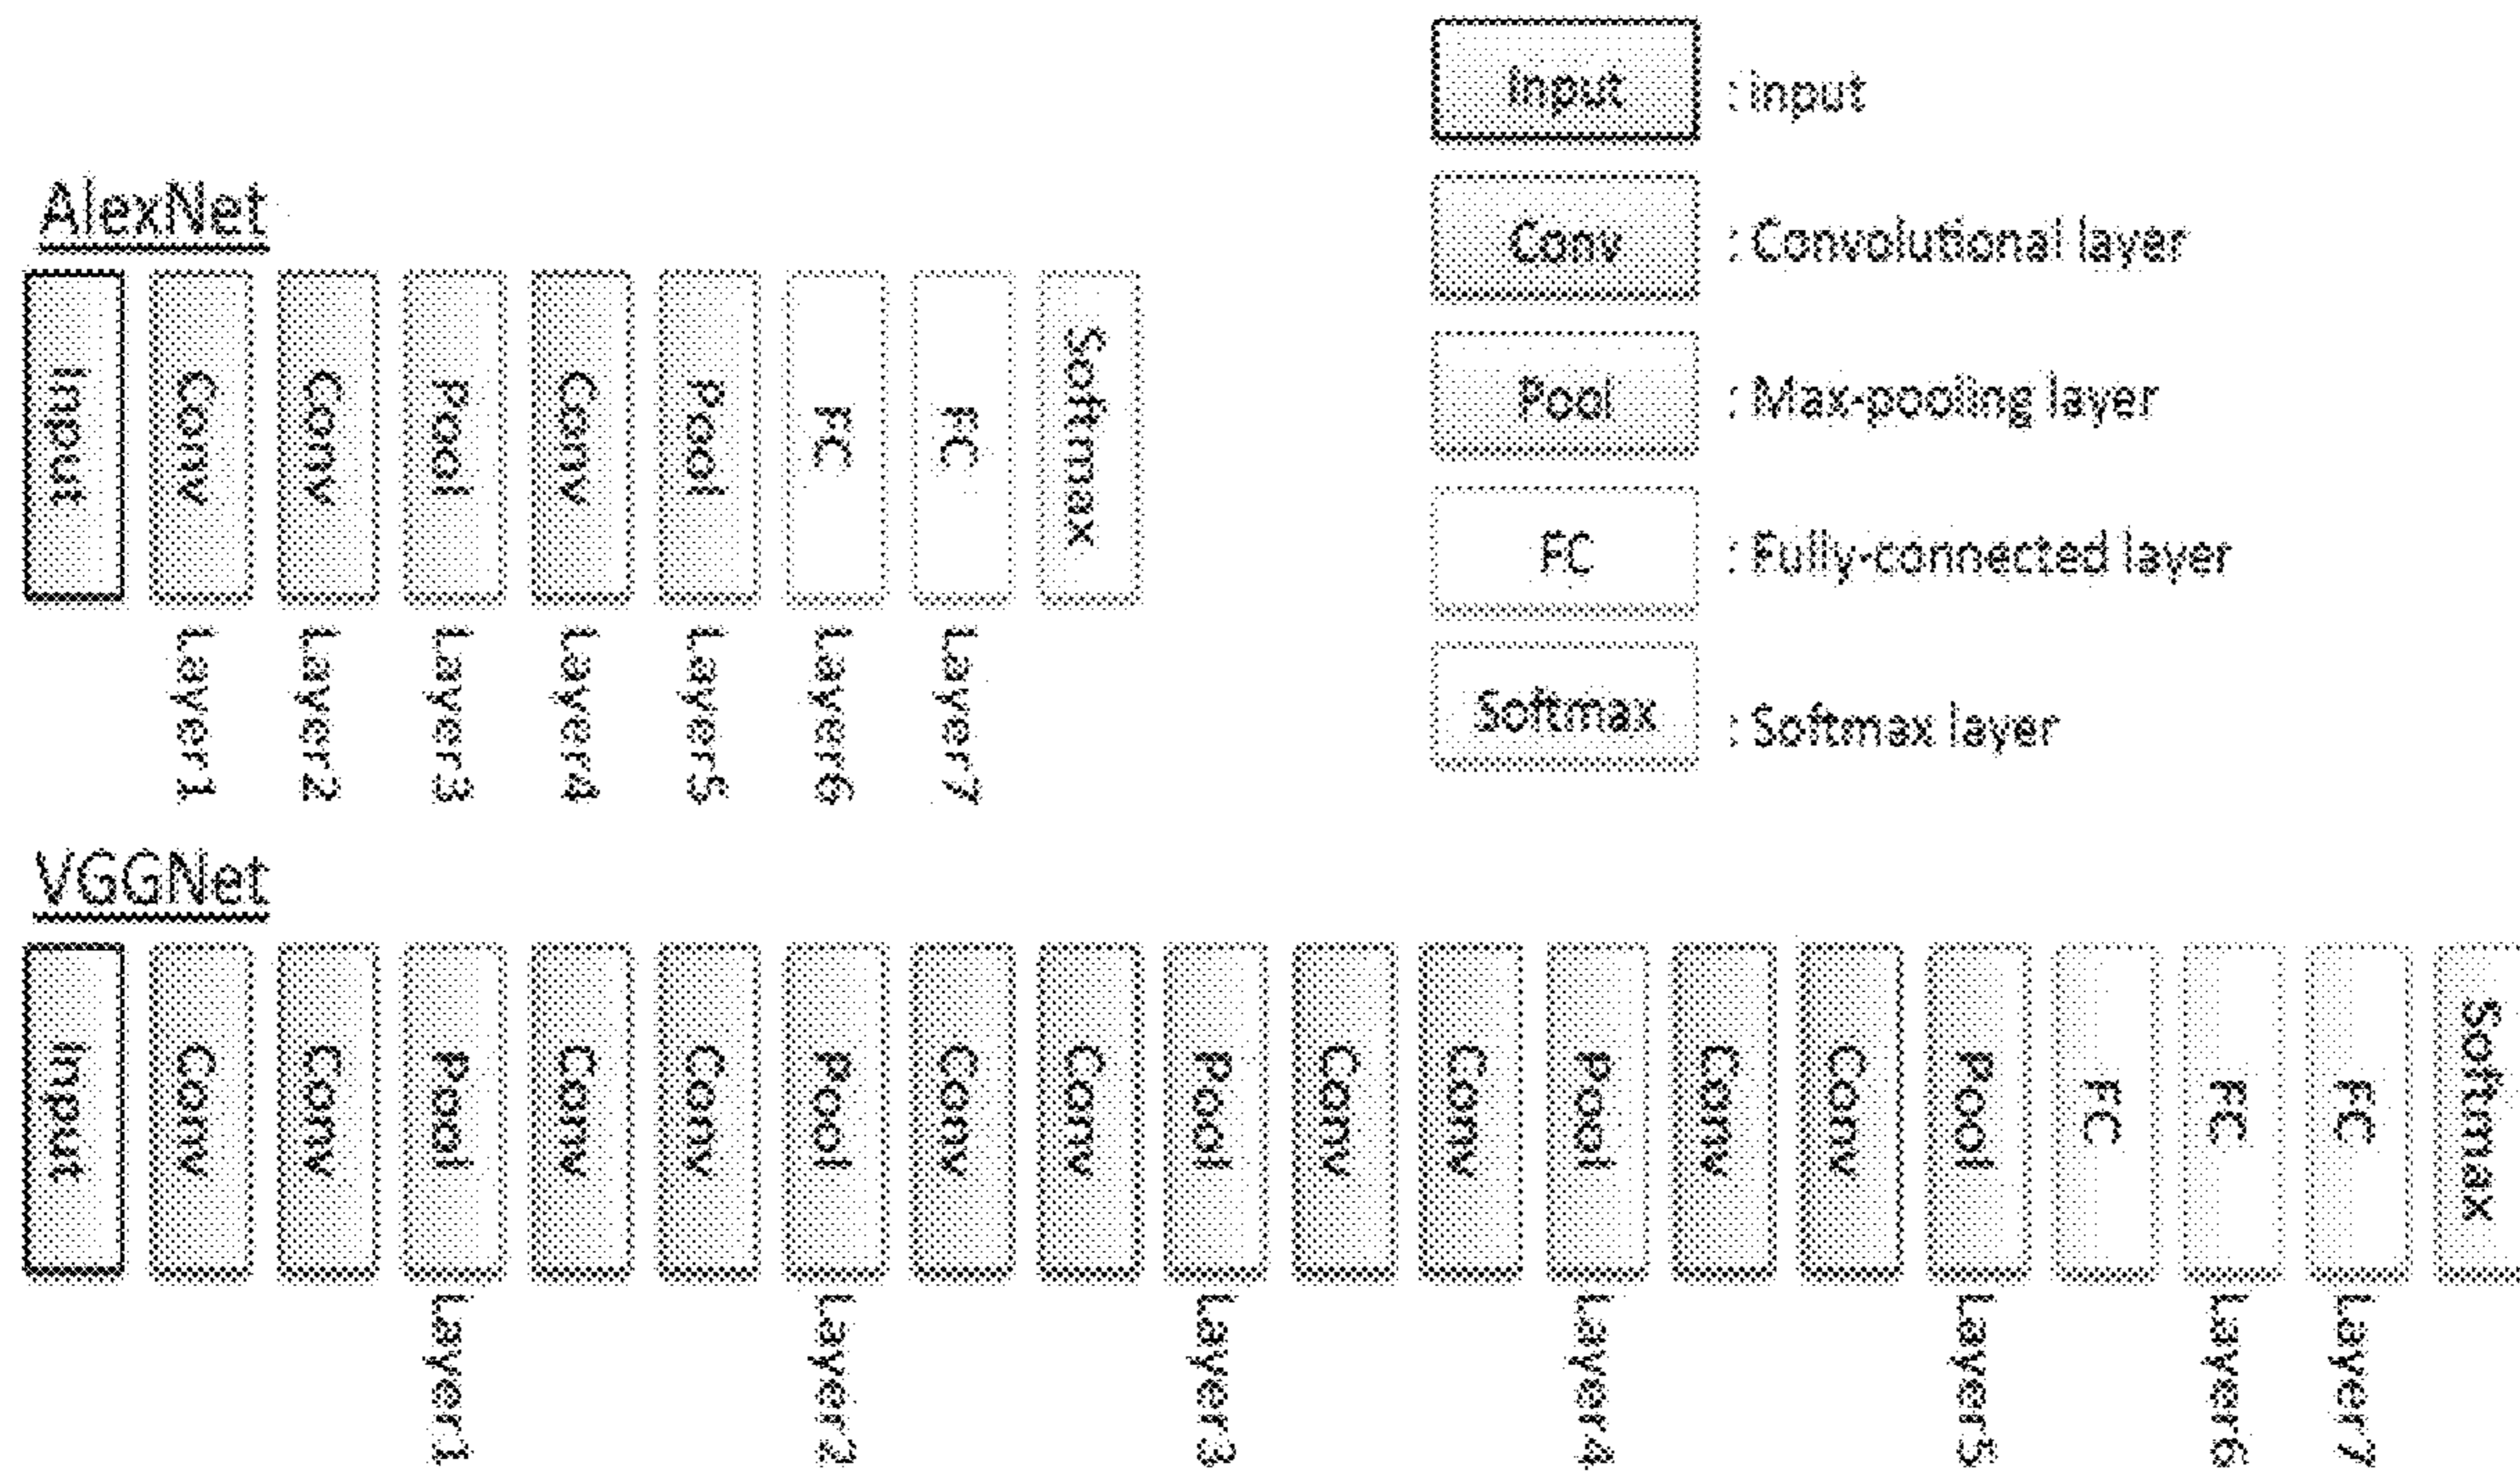 Input : input
Conv : Convolutional layer
Pool : Max-pooling layer
FC : Fully-connected layer
Softmax : Softmax layer
AlexNet
Input Conv Conv Pool Conv Pool FC FC Softmax
Layer1 Layer2 Layer3 Layer4 Layer5 Layer6 Layer7
VGGNet
Input Conv Conv Pool Conv Conv Pool Conv Conv Pool Conv Conv Pool Conv Conv Pool FC FC FC Softmax
Layer1 Layer2 Layer3 Layer4 Layer5 Layer6 Layer7